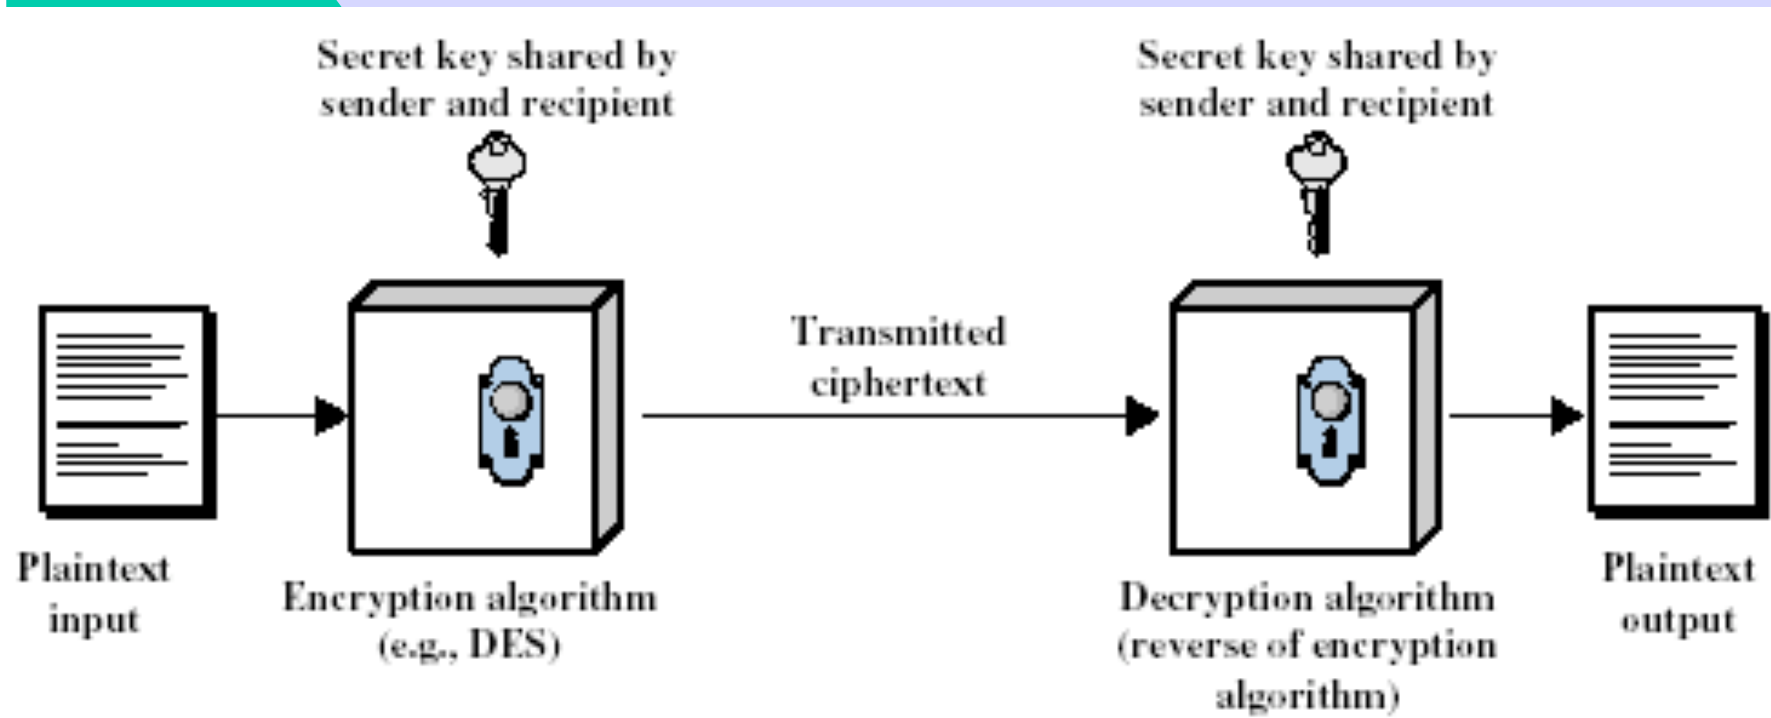 Secret key shared by
sender and recipient
Secret key shared by
sender and recipient
Transmitted
ciphertext
Plaintext
input
Encryption algorithm
(e.g., DES)
Decryption algorithm
(reverse of encryption
algorithm)
Plaintext
output